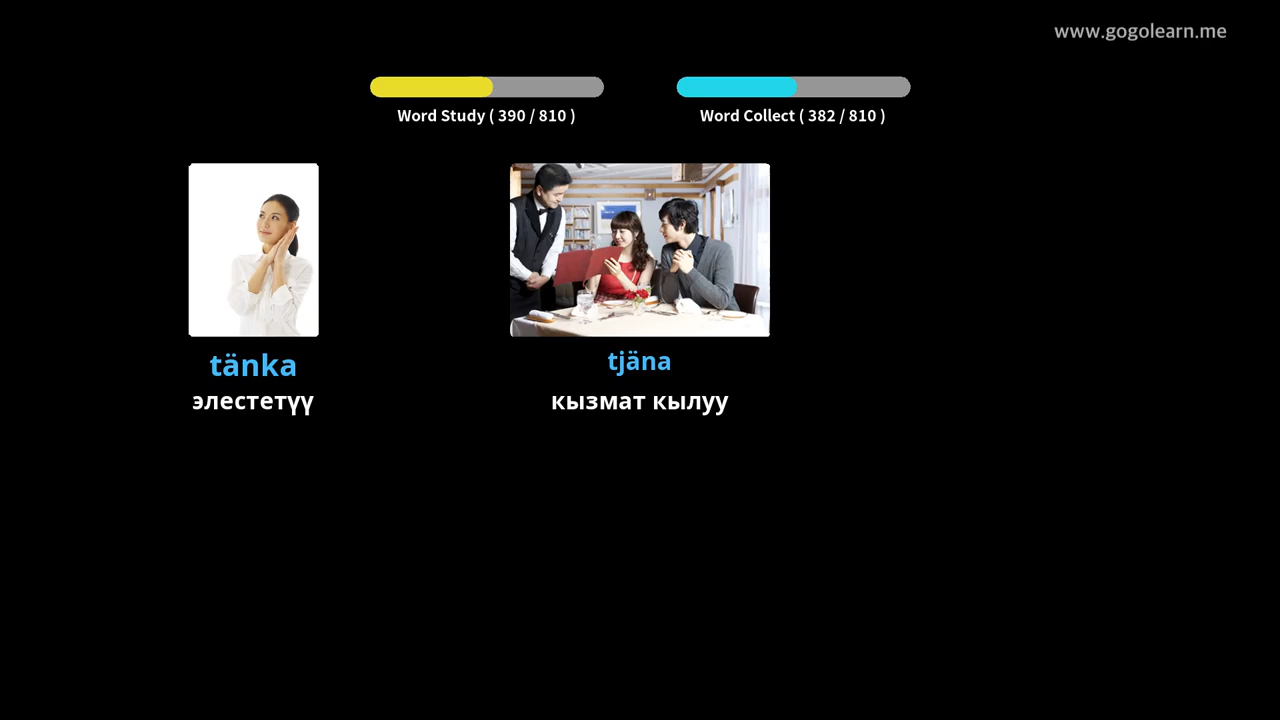 www.gogolearn.me
Word Study ( 390 / 810 )
Word Collect ( 382 / 810 )
tänka
элестетүү
tjäna
кызмат кылуу